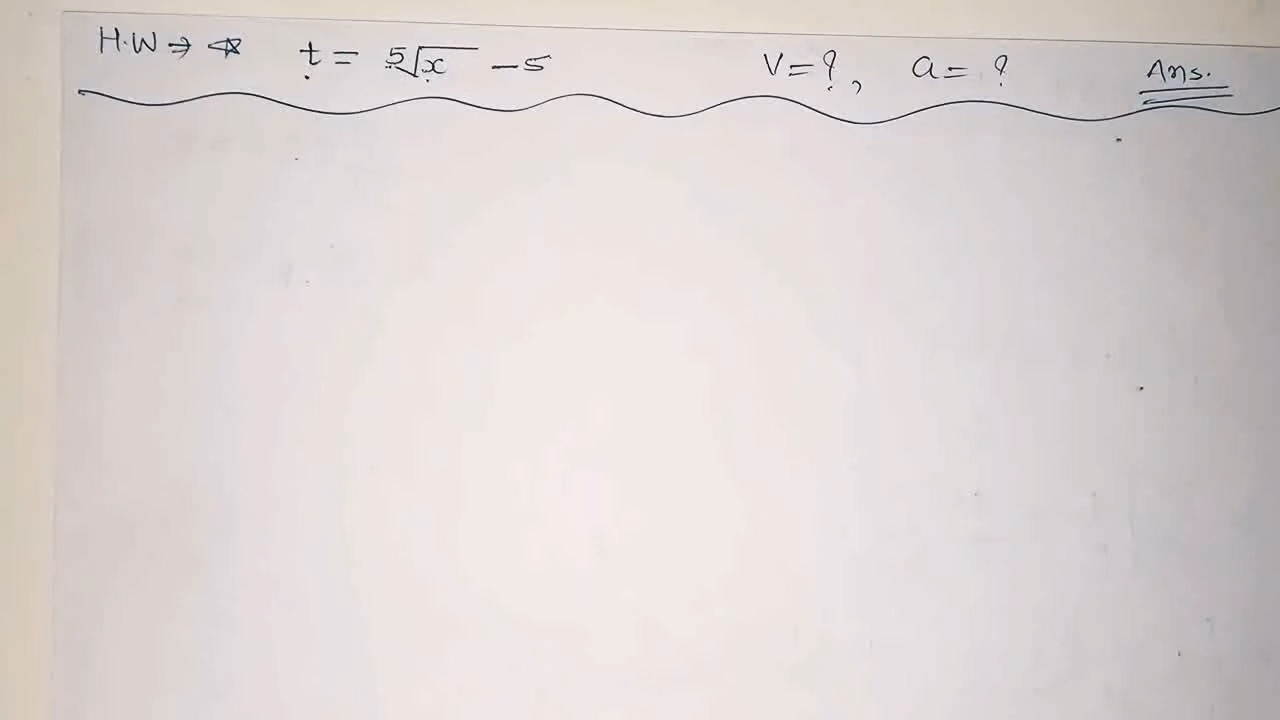 H.W → ☆ t = ⁵√x - 5 V = ?, a = ? Ans.